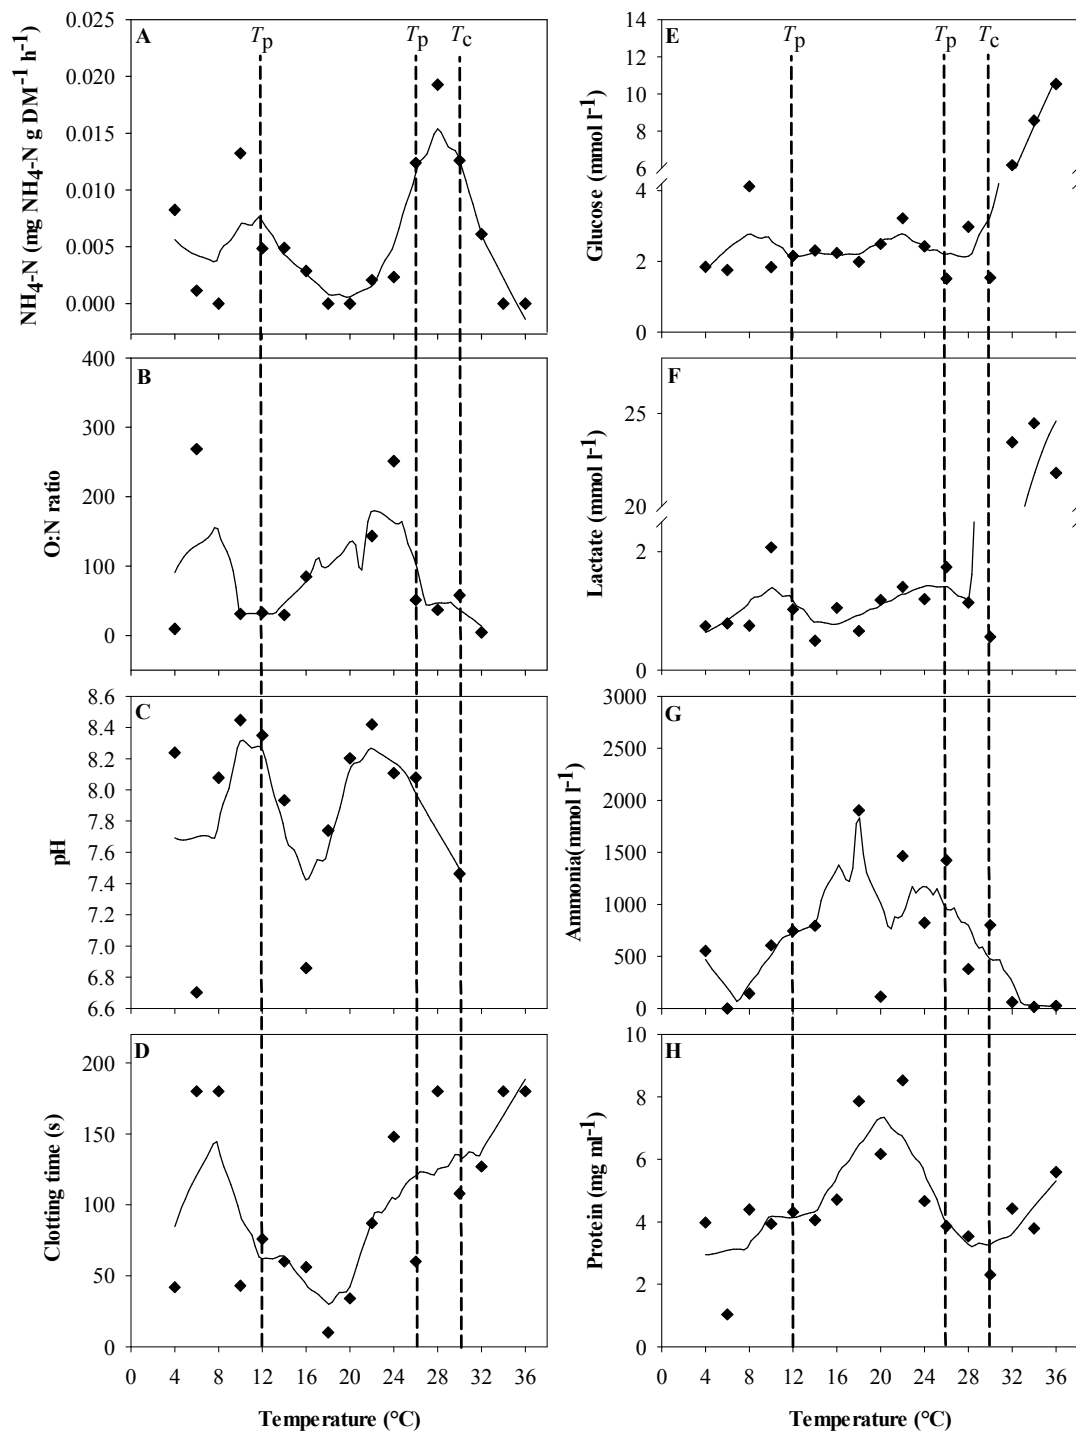 A
Tp
Tp
Tc
0.025
0.020
0.015
0.010
0.005
0.000
NH4-N (mg NH4-N g DM-1 h-1)
B
400
300
200
100
0
O:N ratio
C
8.6
8.4
8.2
8.0
7.8
7.6
7.4
7.2
7.0
6.8
6.6
pH
D
200
150
100
50
0
Clotting time (s)
0 4 8 12 16 20 24 28 32 36
Temperature (°C)
E
Tp
Tp
Tc
14
12
10
8
6
4
2
0
Glucose (mmol l-1)
F
25
20
2
0
Lactate (mmol l-1)
G
3000
2000
1500
1000
500
0
Ammonia(mmol l-1)
H
10
8
6
4
2
0
Protein (mg ml-1)
0 4 8 12 16 20 24 28 32 36
Temperature (°C)